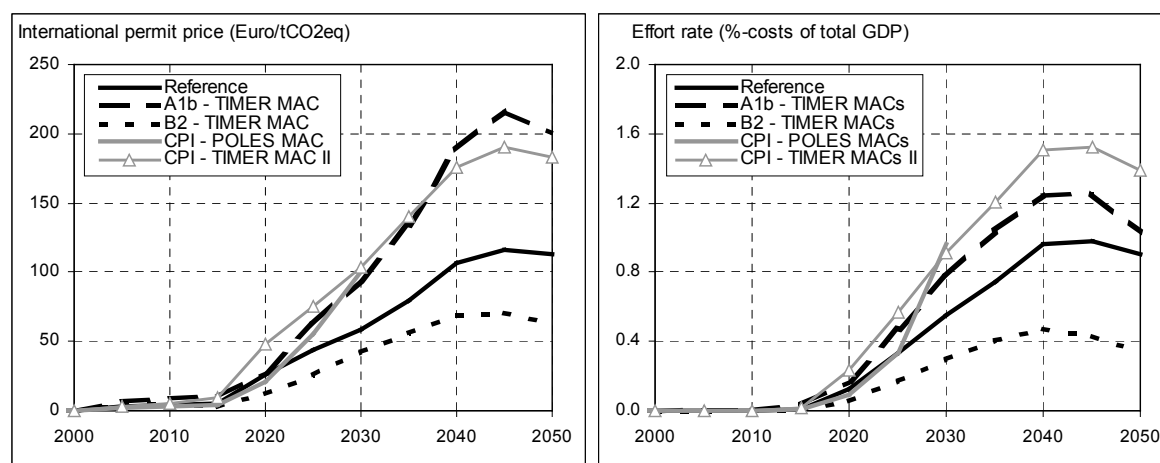 International permit price (Euro/tCO2eq)
250
200
150
100
50
0
Reference
A1b - TIMER MAC
B2 - TIMER MAC
CPI - POLES MAC
CPI - TIMER MAC II
2000 2010 2020 2030 2040 2050
Effort rate (%-costs of total GDP)
2.0
1.6
1.2
0.8
0.4
0.0
Reference
A1b - TIMER MACs
B2 - TIMER MACs
CPI - POLES MACs
CPI - TIMER MACs II
2000 2010 2020 2030 2040 2050